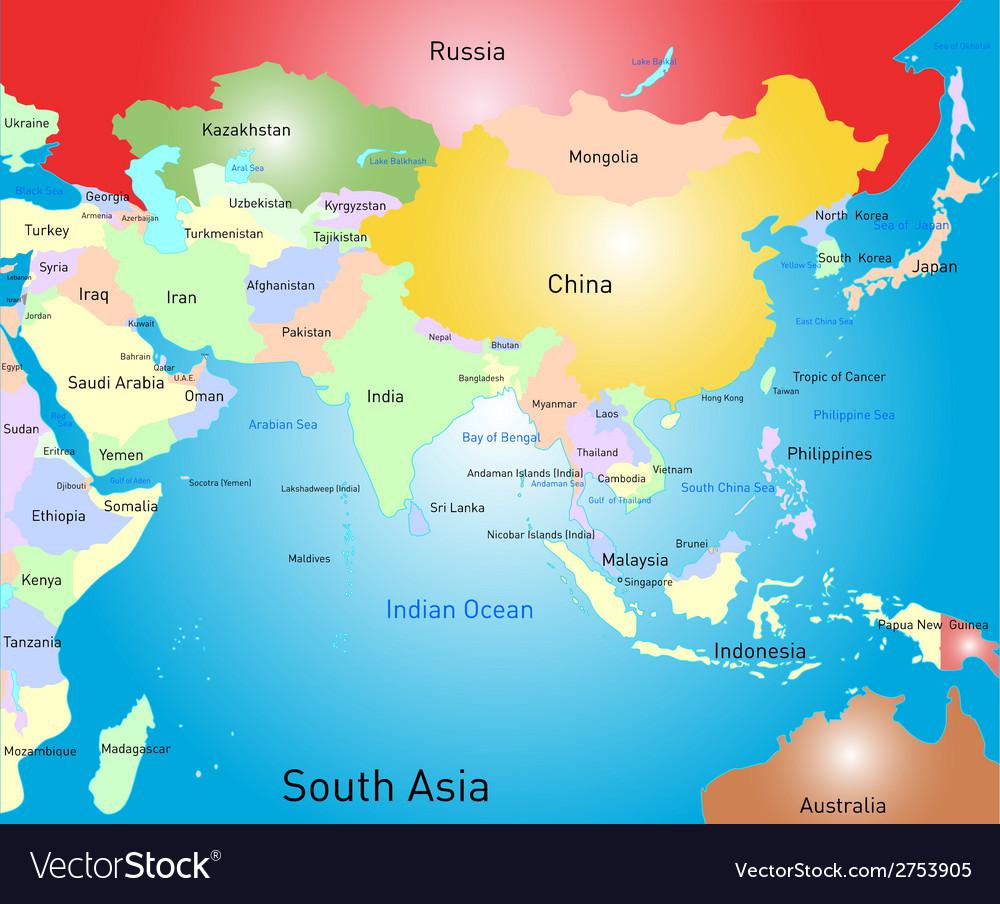 Sea of Okhotsk
Russia
Lake Baikal
Ukraine
Kazakhstan
Mongolia
Lake Balkhash
Aral Sea
Black Sea
Georgia
Uzbekistan
Kyrgyzstan
Armenia
Azerbaijan
North Korea
Sea of Japan
Turkey
Turkmenistan
Tajikistan
South Korea
Yellow Sea
Japan
Syria
Lebanon
Israel
Iraq
Iran
Afghanistan
China
Jordan
Kuwait
Pakistan
Nepal
Bhutan
East China Sea
Bahrain
Qatar
U.A.E.
Egypt
Saudi Arabia
Oman
India
Bangladesh
Tropic of Cancer
Taiwan
Hong Kong
Myanmar
Laos
Red
Sea
Sudan
Arabian Sea
Bay of Bengal
Philippine Sea
Eritrea
Yemen
Thailand
Philippines
Gulf of Aden
Socotra (Yemen)
Lakshadweep (India)
Andaman Islands (India)
Andaman Sea
Cambodia
Vietnam
South China Sea
Gulf of Thailand
Djibouti
Somalia
Ethiopia
Sri Lanka
Nicobar Islands (India)
Brunei
Malaysia
Maldives
Singapore
Kenya
Indian Ocean
Tanzania
Papua New Guinea
Indonesia
Mozambique
Madagascar
South Asia
Australia
VectorStock®
VectorStock.com/2753905